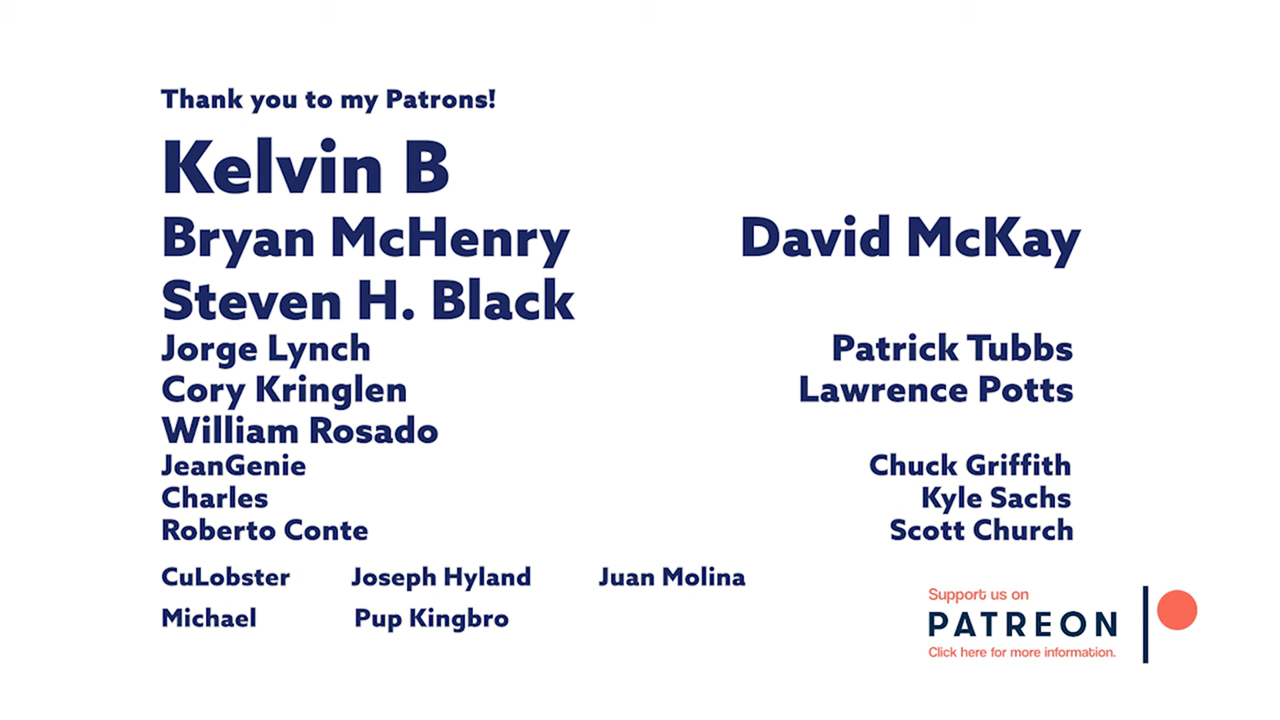 Thank you to my Patrons!
Kelvin B
Bryan McHenry David McKay
Steven H. Black
Jorge Lynch Patrick Tubbs
Cory Kringlen Lawrence Potts
William Rosado
JeanGenie Chuck Griffith
Charles Kyle Sachs
Roberto Conte Scott Church
CuLobster Joseph Hyland Juan Molina
Michael Pup Kingbro
Support us on
PATREON
Click here for more information.